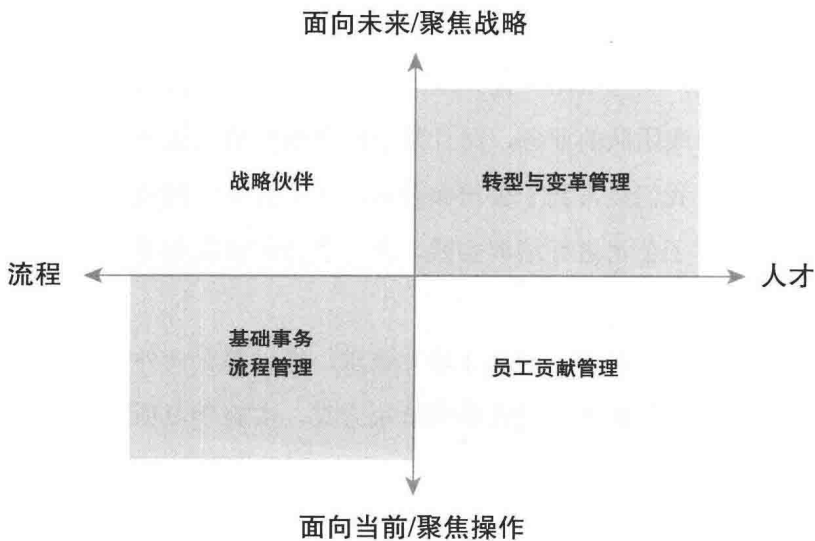 面向未来/聚焦战略
战略伙伴
转型与变革管理
流程
人才
基础事务
流程管理
员工贡献管理
面向当前/聚焦操作